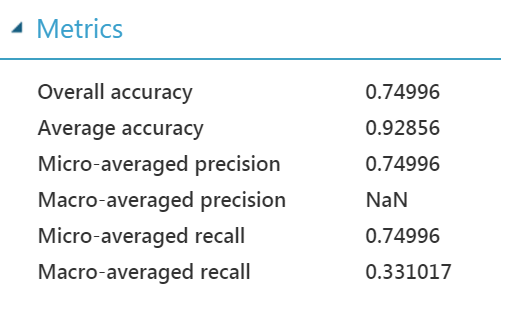 Metrics
Overall accuracy 0.74996
Average accuracy 0.92856
Micro-averaged precision 0.74996
Macro-averaged precision NaN
Micro-averaged recall 0.74996
Macro-averaged recall 0.331017